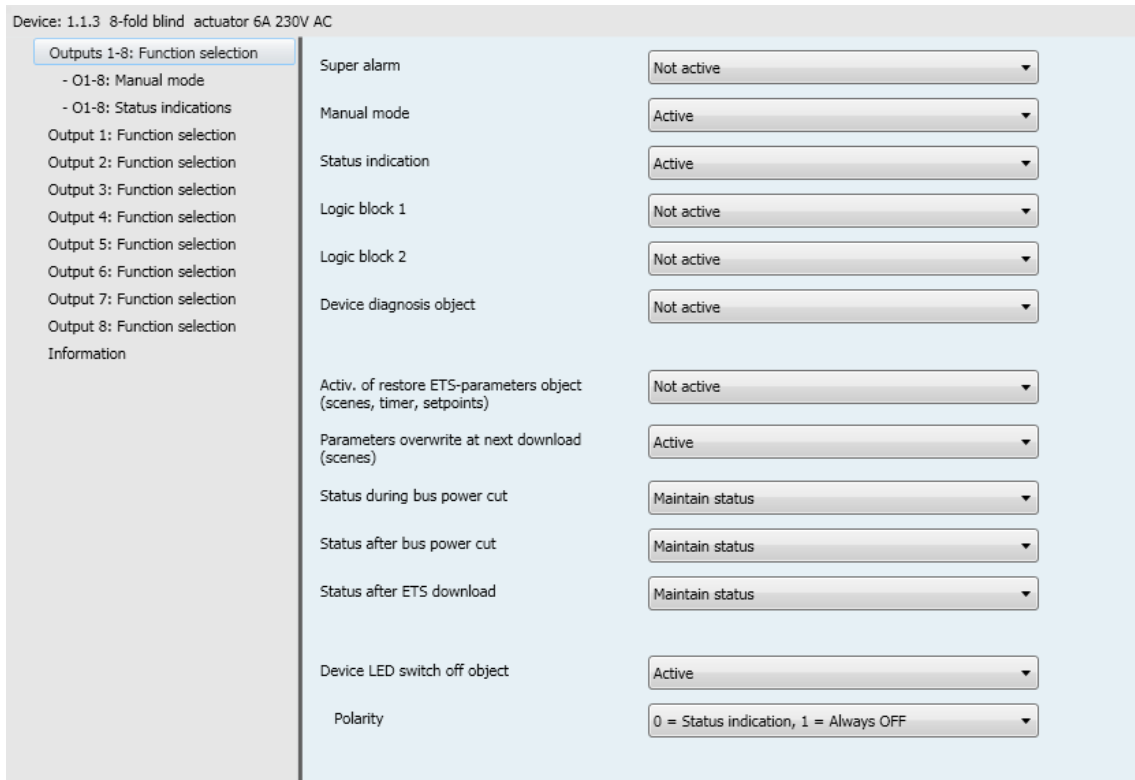 Device: 1.1.3 8-fold blind actuator 6A 230V AC
Outputs 1-8: Function selection
- O1-8: Manual mode
- O1-8: Status indications
Output 1: Function selection
Output 2: Function selection
Output 3: Function selection
Output 4: Function selection
Output 5: Function selection
Output 6: Function selection
Output 7: Function selection
Output 8: Function selection
Information
Super alarm
Not active
Manual mode
Active
Status indication
Active
Logic block 1
Not active
Logic block 2
Not active
Device diagnosis object
Not active
Activ. of restore ETS-parameters object
(scenes, timer, setpoints)
Not active
Parameters overwrite at next download
(scenes)
Active
Status during bus power cut
Maintain status
Status after bus power cut
Maintain status
Status after ETS download
Maintain status
Device LED switch off object
Active
Polarity
0 = Status indication, 1 = Always OFF